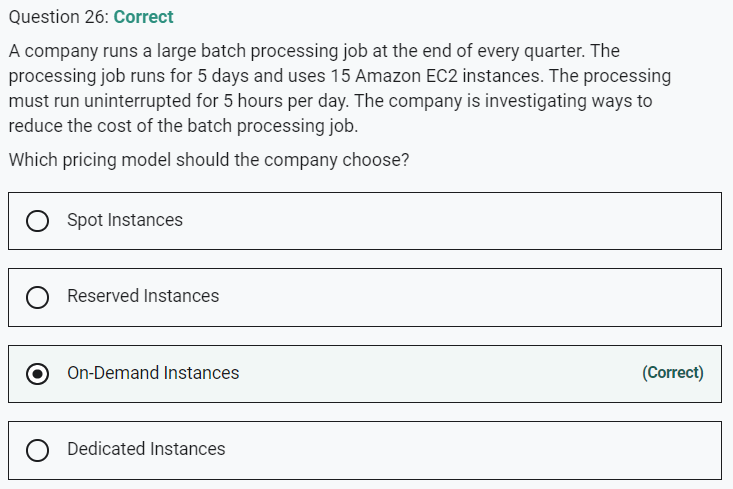 Question 26: Correct
A company runs a large batch processing job at the end of every quarter. The
processing job runs for 5 days and uses 15 Amazon EC2 instances. The processing
must run uninterrupted for 5 hours per day. The company is investigating ways to
reduce the cost of the batch processing job.
Which pricing model should the company choose?
Spot Instances
Reserved Instances
On-Demand Instances (Correct)
Dedicated Instances